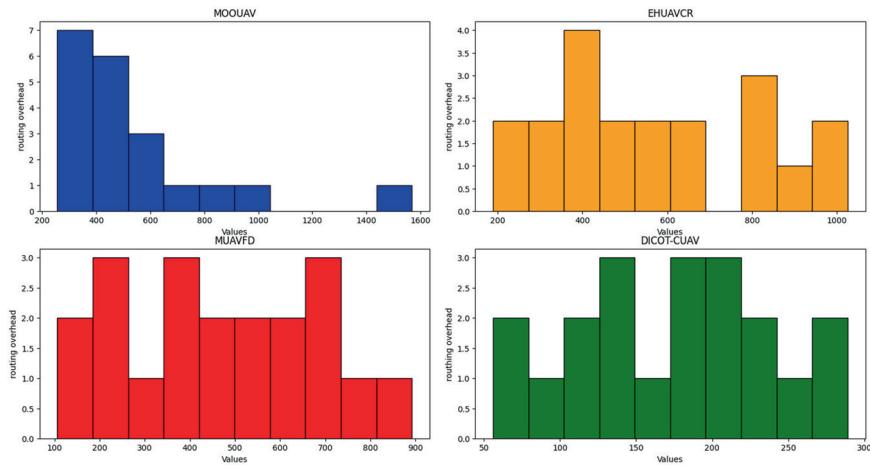 MOOUAV
routing overhead
7
6
5
4
3
2
1
0
200 400 600 800 1000 1200 1400 1600
Values
EHUAVCR
routing overhead
4.0
3.5
3.0
2.5
2.0
1.5
1.0
0.5
0.0
200 400 600 800 1000
Values
MUAVFD
routing overhead
3.0
2.5
2.0
1.5
1.0
0.5
0.0
100 200 300 400 500 600 700 800 900
Values
DICOT-CUAV
routhing overhead
3.0
2.5
2.0
1.5
1.0
0.5
0.0
50 100 150 200 250 300
Values